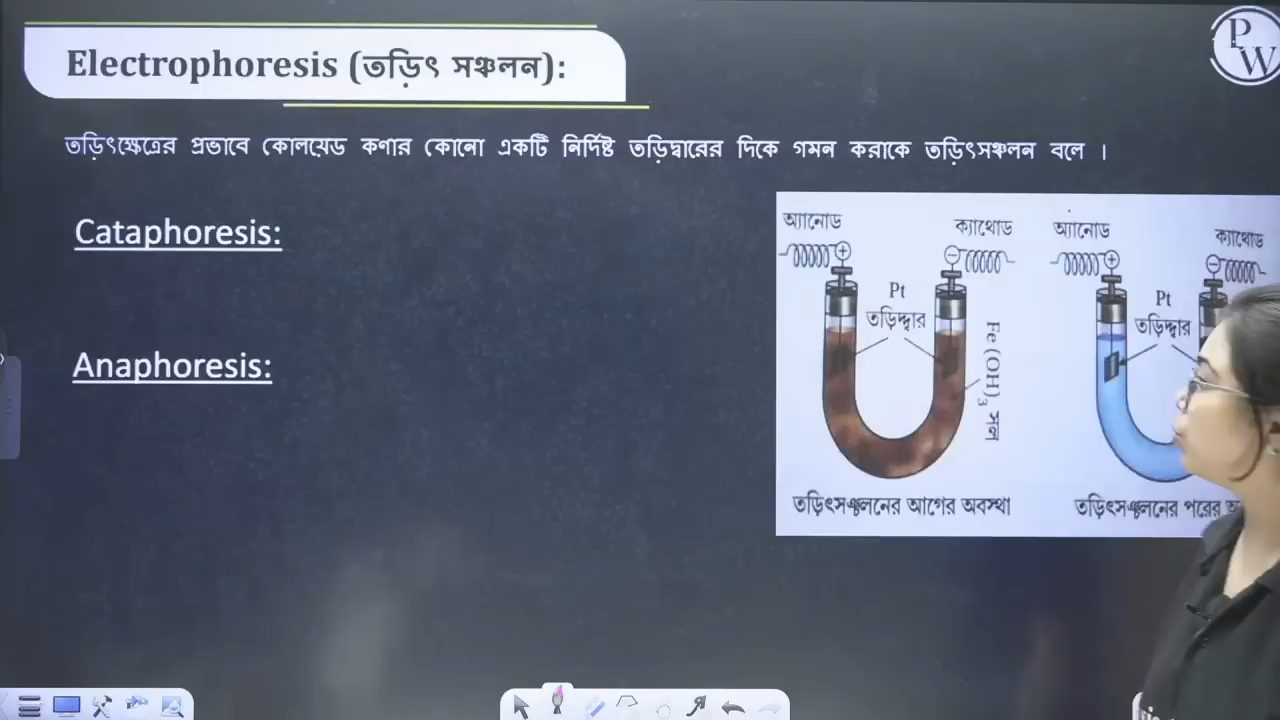 Electrophoresis (তড়িৎ সঞ্চলন):
PW
তড়িৎক্ষেত্রের প্রভাবে কোলয়েড কণার কোনো একটি নির্দিষ্ট তড়িদ্বারের দিকে গমন করাকে তড়িৎসঞ্চলন বলে ।
Cataphoresis:
Anaphoresis:
অ্যানোড
ক্যাথোড
Pt
তড়িদ্দ্বার
Fe (OH)3 সল
তড়িৎসঞ্চলনের আগের অবস্থা
অ্যানোড
ক্যাথোড
Pt
তড়িদ্দ্বার
তড়িৎসঞ্চলনের পরের